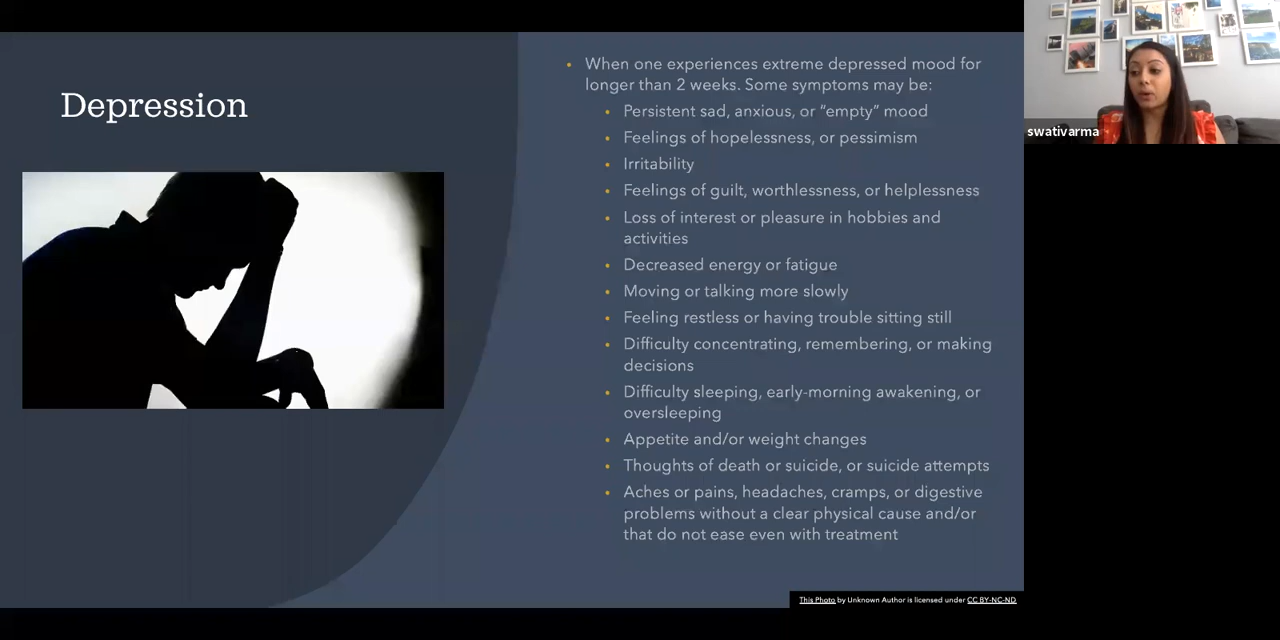 Depression
When one experiences extreme depressed mood for
longer than 2 weeks. Some symptoms may be:
Persistent sad, anxious, or “empty” mood
Feelings of hopelessness, or pessimism
Irritability
Feelings of guilt, worthlessness, or helplessness
Loss of interest or pleasure in hobbies and
activities
Decreased energy or fatigue
Moving or talking more slowly
Feeling restless or having trouble sitting still
Difficulty concentrating, remembering, or making
decisions
Difficulty sleeping, early-morning awakening, or
oversleeping
Appetite and/or weight changes
Thoughts of death or suicide, or suicide attempts
Aches or pains, headaches, cramps, or digestive
problems without a clear physical cause and/or
that do not ease even with treatment
This Photo by Unknown Author is licensed under CC BY-NC-ND
swativarma